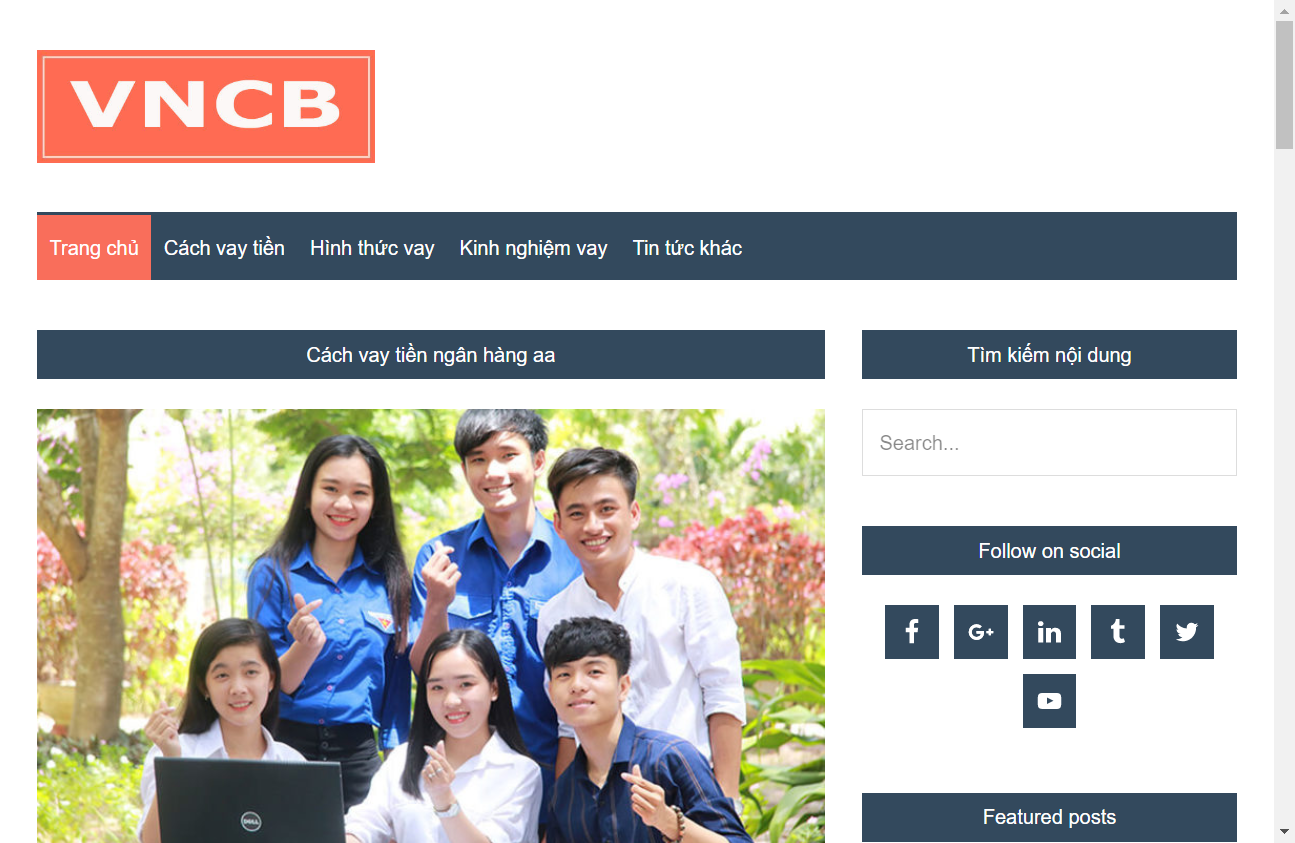 VNCB
Trang chủ Cách vay tiền Hình thức vay Kinh nghiệm vay Tin tức khác
Cách vay tiền ngân hàng aa
Tìm kiếm nội dung
Search...
Follow on social
Featured posts
DELL